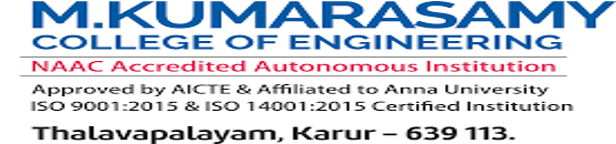 M.KUMARASAMY
COLLEGE OF ENGINEERING
NAAC Accredited Autonomous Institution
Approved by AICTE & Affiliated to Anna University
ISO 9001:2015 & ISO 14001:2015 Certified Institution
Thalavapalayam, Karur – 639 113.